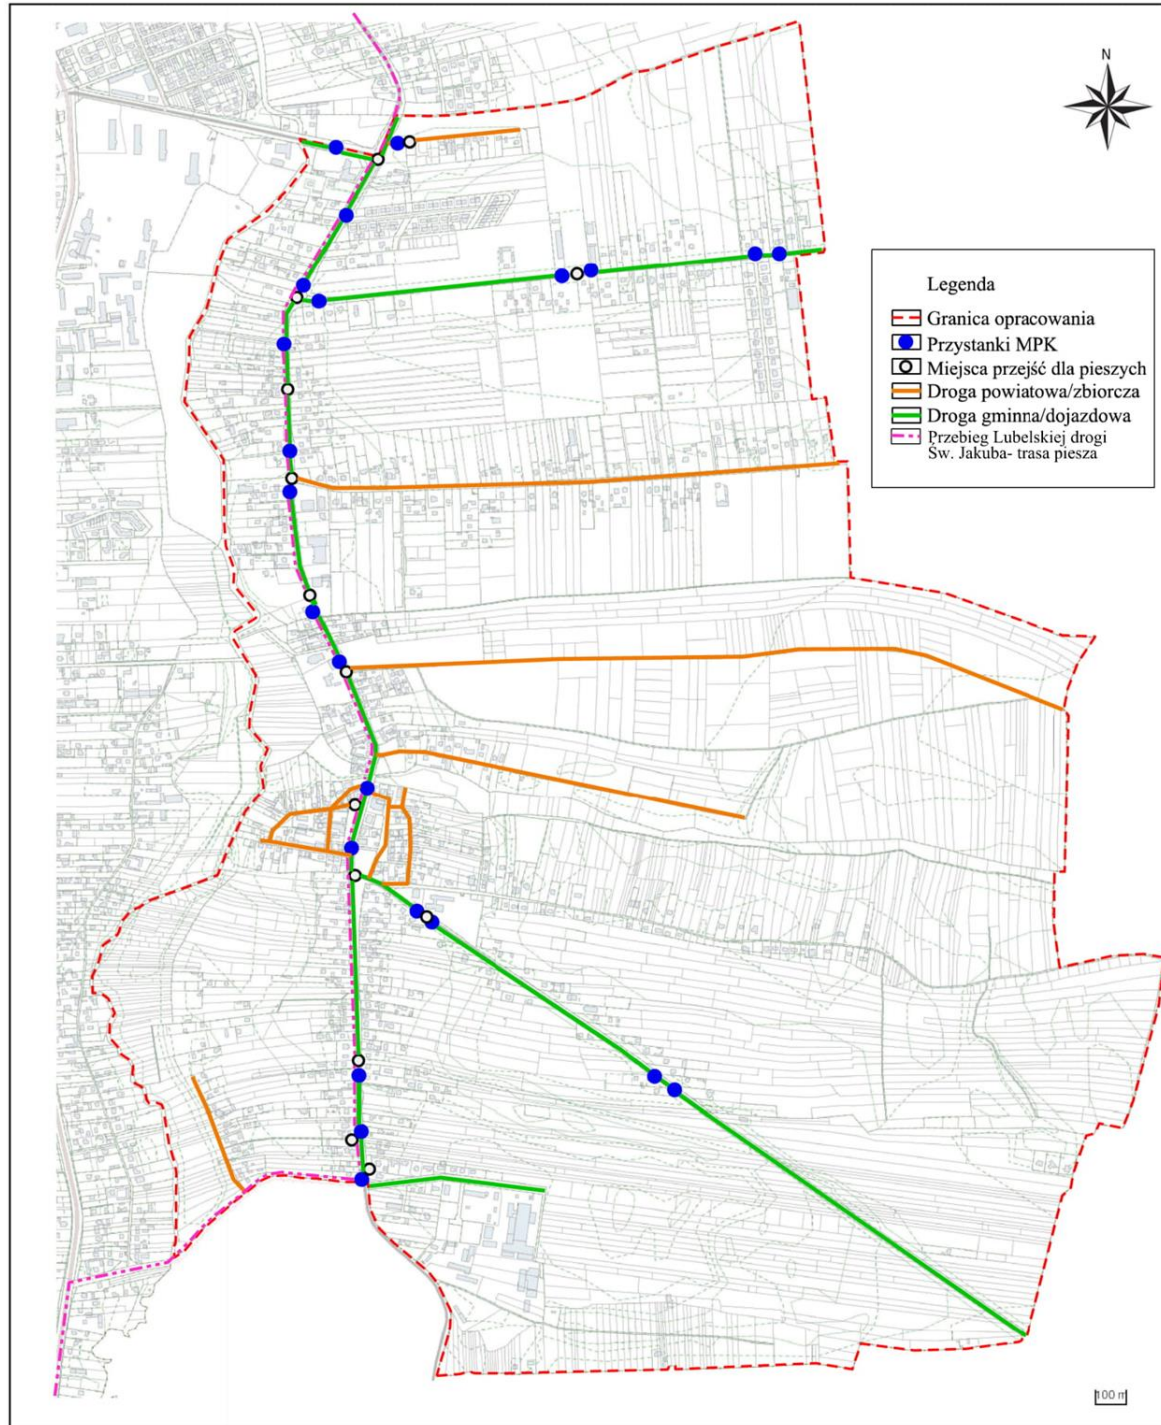 N
Legenda
Granica opracowania
Przystanki MPK
Miejsca przejść dla pieszych
Droga powiatowa/zbiorcza
Droga gminna/dojazdowa
Przebieg Lubelskiej drogi
Św. Jakuba- trasa piesza
100 m